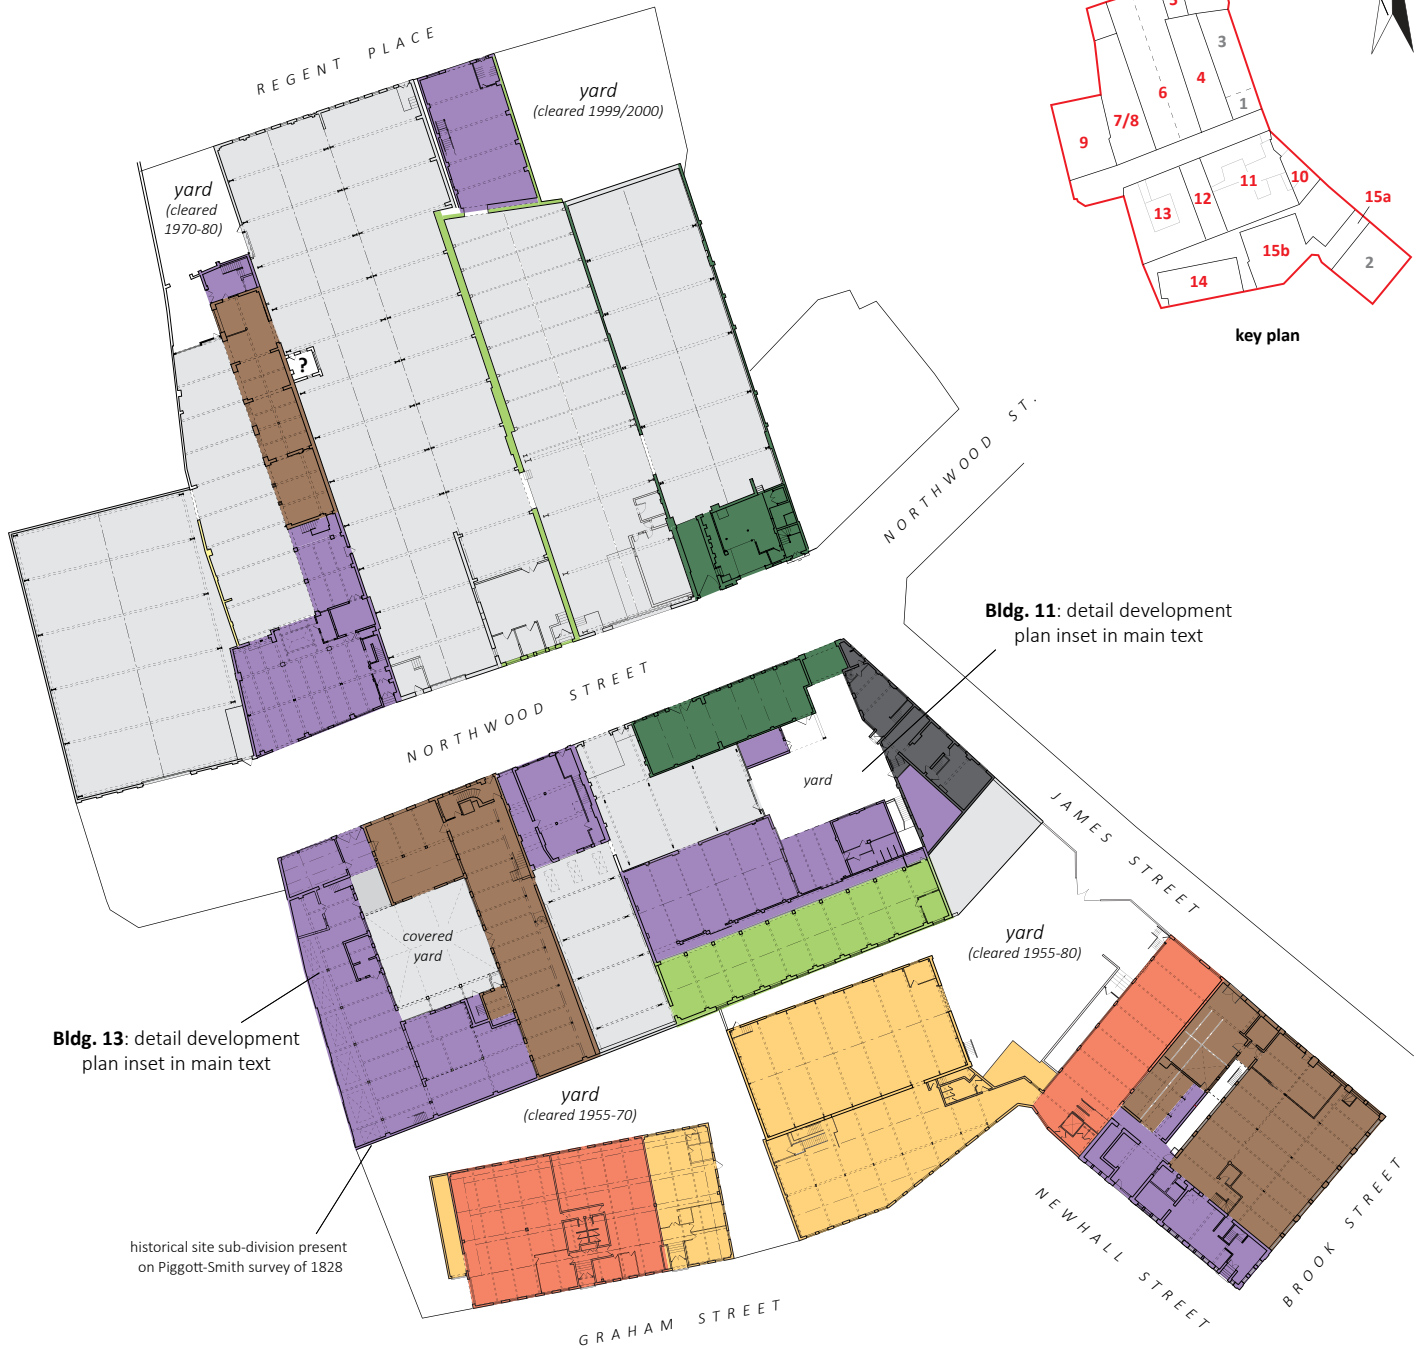 REGENT PLACE
yard
(cleared 1999/2000)
yard
(cleared
1970-80)
?
5
3
4
6
1
7/8
9
11
10
12
13
15a
15b
2
14
key plan
NORTHWOOD ST.
Bldg. 11: detail development
plan inset in main text
NORTHWOOD STREET
yard
JAMES STREET
covered
yard
yard
(cleared 1955-80)
Bldg. 13: detail development
plan inset in main text
yard
(cleared 1955-70)
historical site sub-division present
on Piggott-Smith survey of 1828
NEWHALL STREET
BROOK STREET
GRAHAM STREET